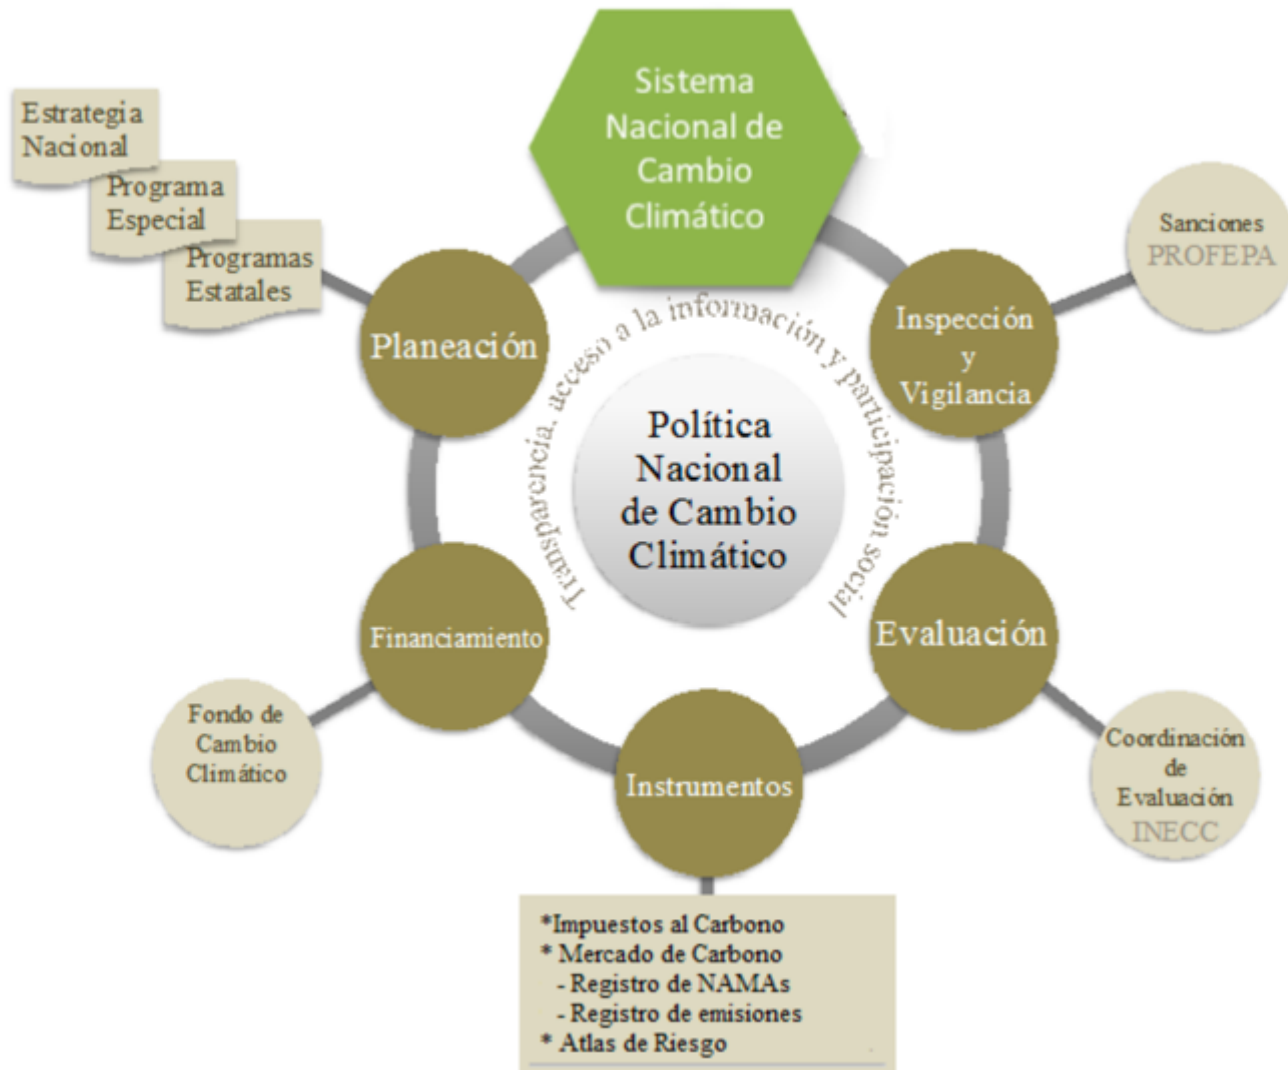 Sistema
Nacional de
Cambio
Climático
Estrategia
Nacional
Programa
Especial
Programas
Estatales
Planeación
Sanciones
PROFEPA
Inspección
y
Vigilancia
Transparencia, acceso a la información y participación social
Política
Nacional
de Cambio
Climático
Financiamiento
Evaluación
Fondo de
Cambio
Climático
Instrumentos
Coordinación
de
Evaluación
INECC
*Impuestos al Carbono
* Mercado de Carbono
- Registro de NAMAs
- Registro de emisiones
* Atlas de Riesgo